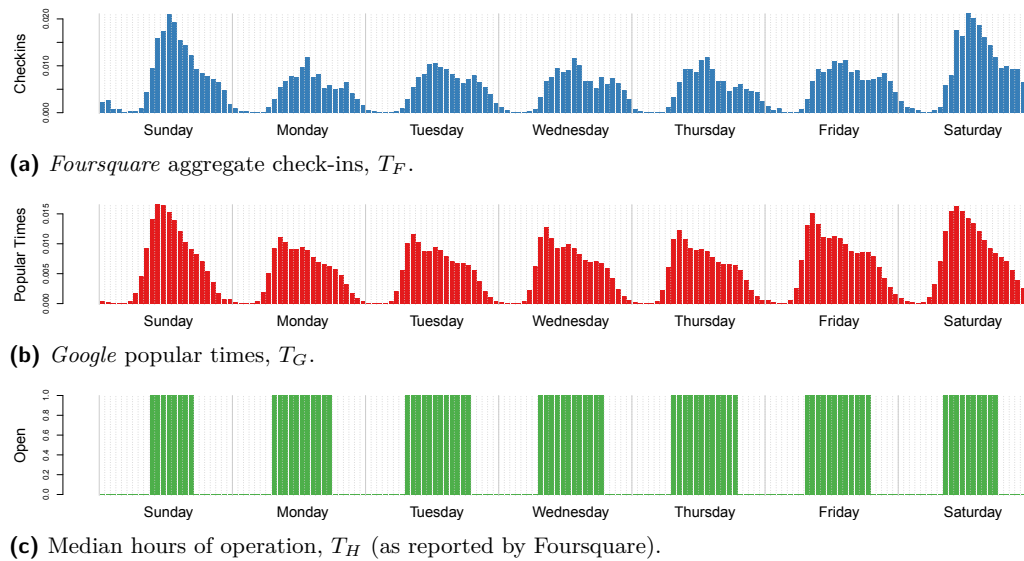 Checkins
0.020
0.010
0.000
Sunday Monday Tuesday Wednesday Thursday Friday Saturday
(a) Foursquare aggregate check-ins, T_F.
Popular Times
0.015
0.010
0.005
0.000
Sunday Monday Tuesday Wednesday Thursday Friday Saturday
(b) Google popular times, T_G.
Open
1.0
0.8
0.6
0.4
0.2
0.0
Sunday Monday Tuesday Wednesday Thursday Friday Saturday
(c) Median hours of operation, T_H (as reported by Foursquare).